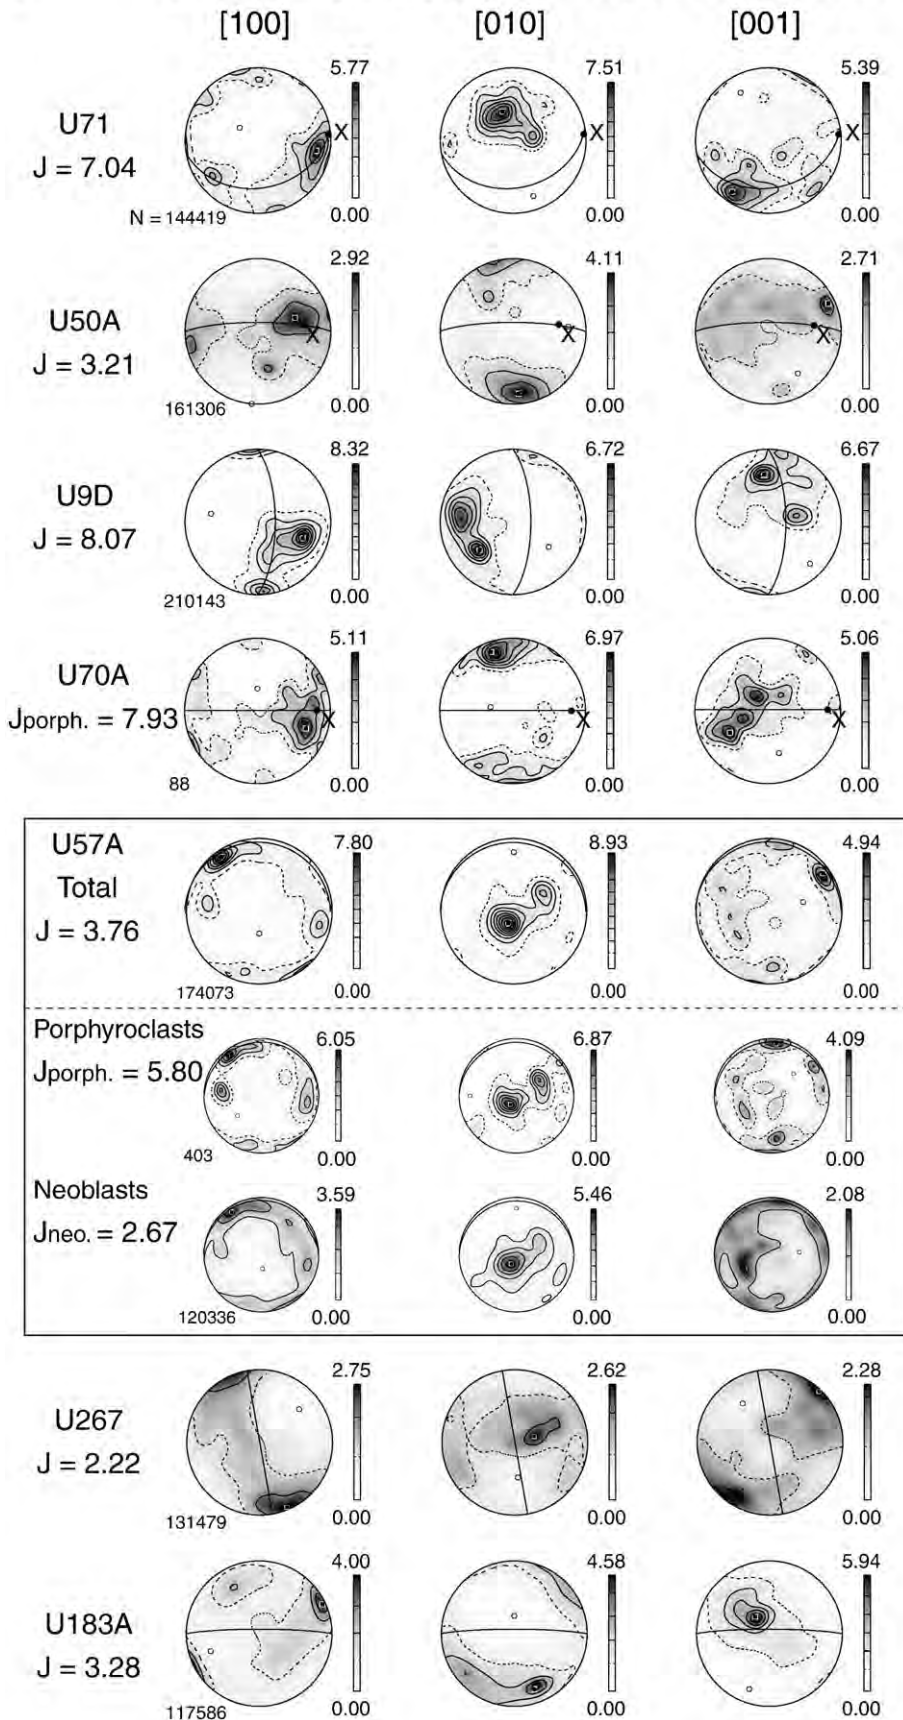 [100] [010] [001]
5.77 7.51 5.39
U71
X X X
J = 7.04
N = 144419 0.00 0.00 0.00
2.92 4.11 2.71
U50A
X X X
J = 3.21
161306 0.00 0.00 0.00
8.32 6.72 6.67
U9D
J = 8.07
210143 0.00 0.00 0.00
5.11 6.97 5.06
U70A
Jporph. = 7.93 X X X
88 0.00 0.00 0.00
U57A 7.80 8.93 4.94
Total
J = 3.76
174073 0.00 0.00 0.00
Porphyroclasts 6.05 6.87 4.09
Jporph. = 5.80
403 0.00 0.00 0.00
Neoblasts 3.59 5.46 2.08
Jneo. = 2.67
120336 0.00 0.00 0.00
2.75 2.62 2.28
U267
J = 2.22
131479 0.00 0.00 0.00
4.00 4.58 5.94
U183A
J = 3.28
117586 0.00 0.00 0.00